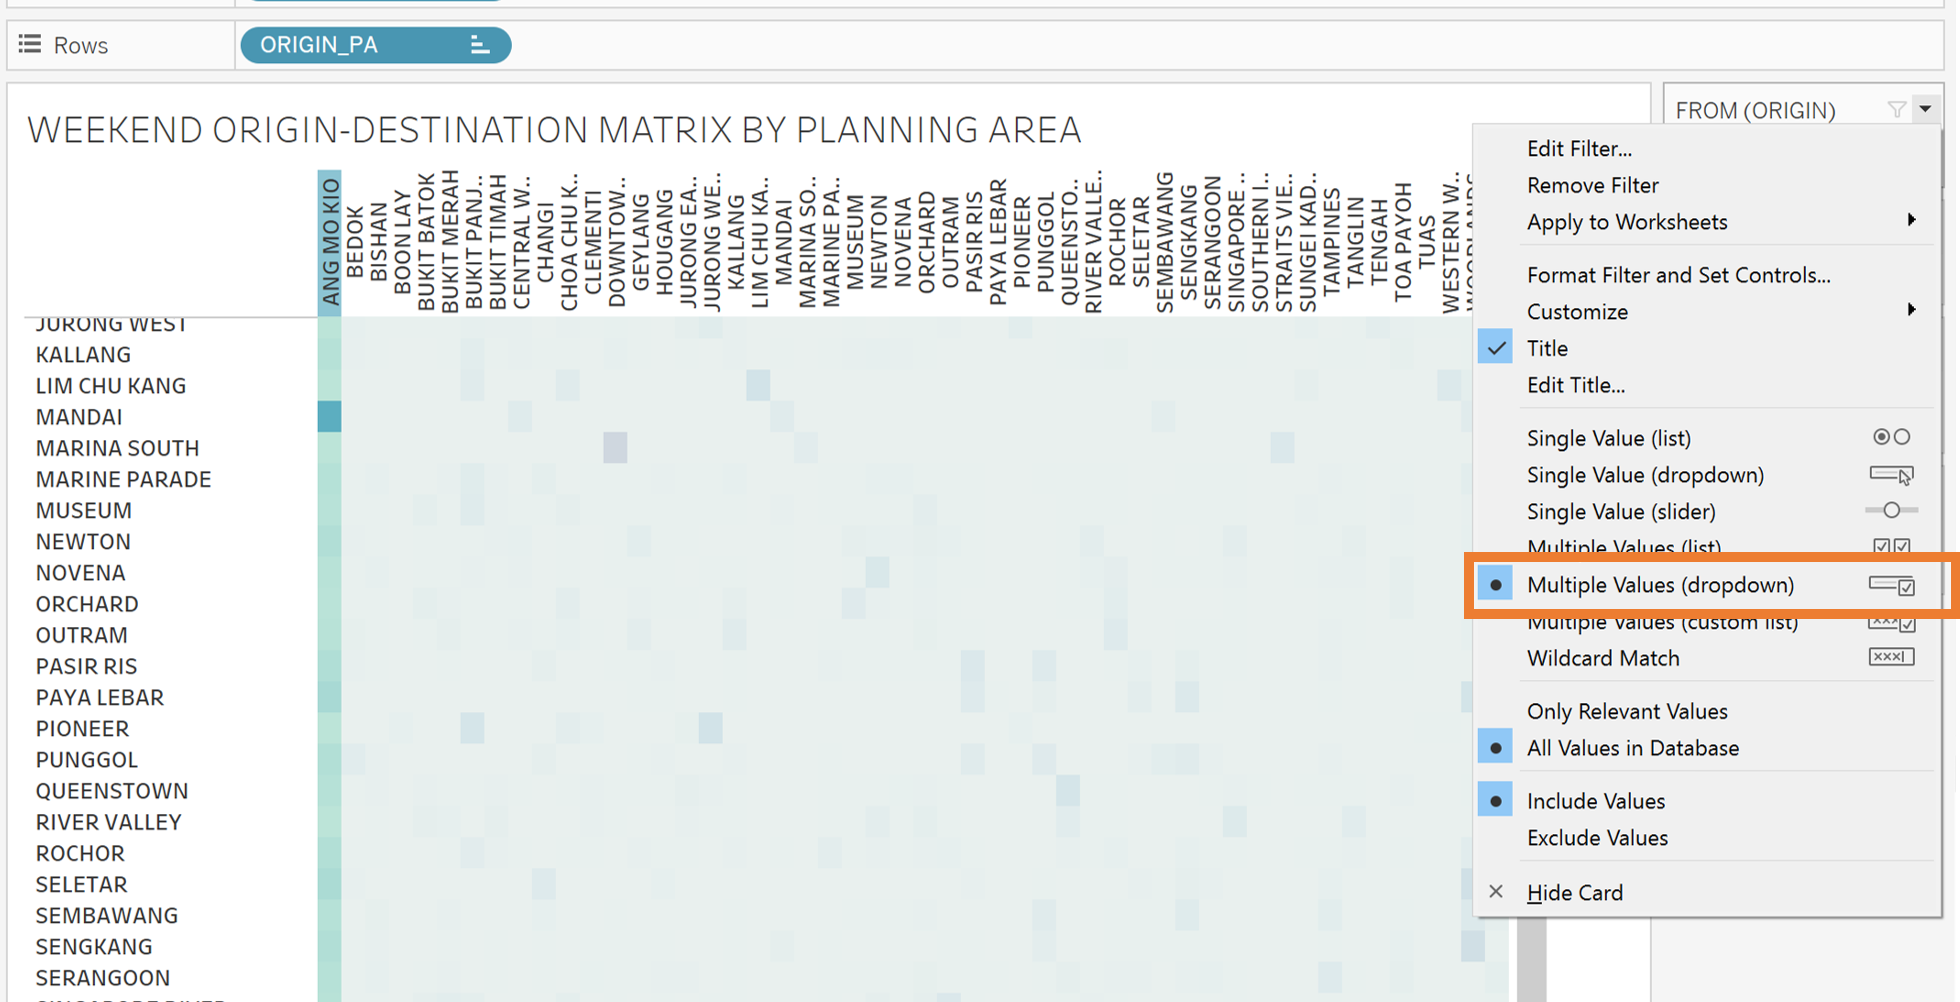 Rows
ORIGIN_PA
WEEKEND ORIGIN-DESTINATION MATRIX BY PLANNING AREA
FROM (ORIGIN)
ANG MO KIO
BEDOK
BISHAN
BOON LAY
BUKIT BATOK
BUKIT MERAH
BUKIT PANJ..
BUKIT TIMAH
CENTRAL W..
CHANGI
CHOA CHU K..
CLEMENTI
DOWNTOW..
GEYLANG
HOUGANG
JURONG EA..
JURONG WE..
KALLANG
LIM CHU KA..
MANDAI
MARINA SO..
MARINE PA..
MUSEUM
NEWTON
NOVENA
ORCHARD
OUTRAM
PASIR RIS
PAYA LEBAR
PIONEER
PUNGGOL
QUEENSTO..
RIVER VALLE..
ROCHOR
SELETAR
SEMBAWANG
SENGKANG
SERANGOON
SINGAPORE ..
SOUTHERN I..
STRAITS VIE..
SUNGEI KAD..
TAMPINES
TANGLIN
TENGAH
TOA PAYOH
TUAS
WESTERN W..
WOODLANDS
JURONG WEST
KALLANG
LIM CHU KANG
MANDAI
MARINA SOUTH
MARINE PARADE
MUSEUM
NEWTON
NOVENA
ORCHARD
OUTRAM
PASIR RIS
PAYA LEBAR
PIONEER
PUNGGOL
QUEENSTOWN
RIVER VALLEY
ROCHOR
SELETAR
SEMBAWANG
SENGKANG
SERANGOON
SINGAPORE RIVER
Edit Filter...
Remove Filter
Apply to Worksheets
Format Filter and Set Controls...
Customize
Title
Edit Title...
Single Value (list)
Single Value (dropdown)
Single Value (slider)
Multiple Values (list)
Multiple Values (dropdown)
Multiple Values (custom list)
Wildcard Match
Only Relevant Values
All Values in Database
Include Values
Exclude Values
Hide Card